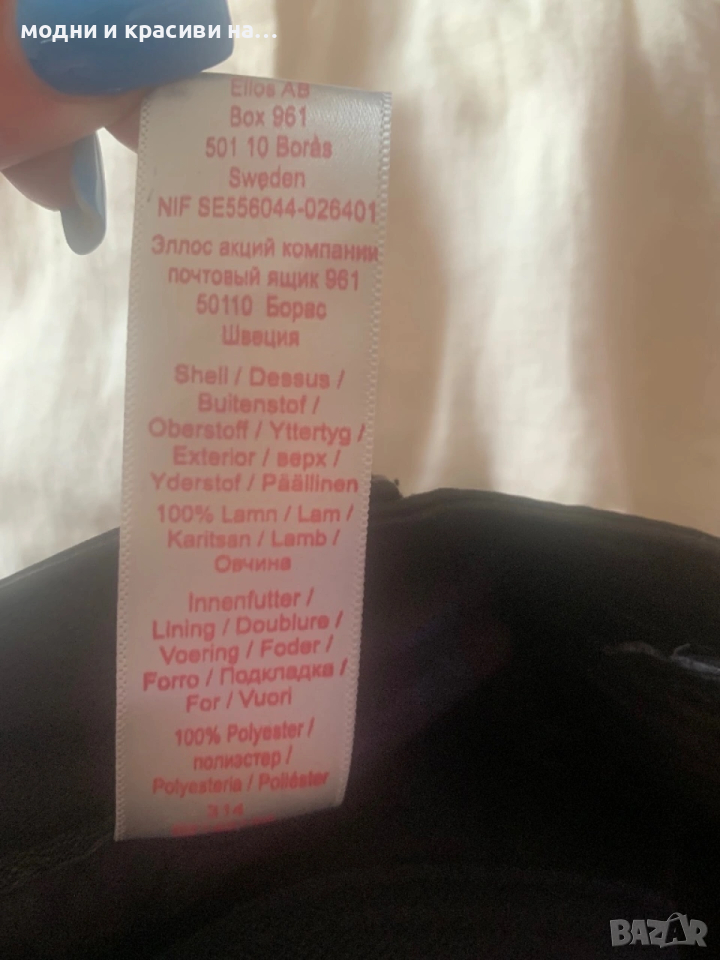 модни и красиви на...
Ellos AB
Box 961
501 10 Borås
Sweden
NIF SE556044-026401
Эллос акций компании
почтовый ящик 961
50110 Борас
Швеция
Shell / Dessus /
Buitenstof /
Oberstoff / Yttertyg /
Exterior / верх /
Yderstof / Päällinen
100% Lamn / Lam /
Karitsan / Lamb /
Овчина
Innenfutter /
Lining / Doublure /
Voering / Foder /
Forro / Подкладка /
For / Vuori
100% Polyester /
полиэстер /
Polyesteria / Poliéster
314
BAZAR